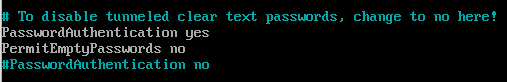 # To disable tunneled clear text passwords, change to no here!
PasswordAuthentication yes
PermitEmptyPasswords no
#PasswordAuthentication no